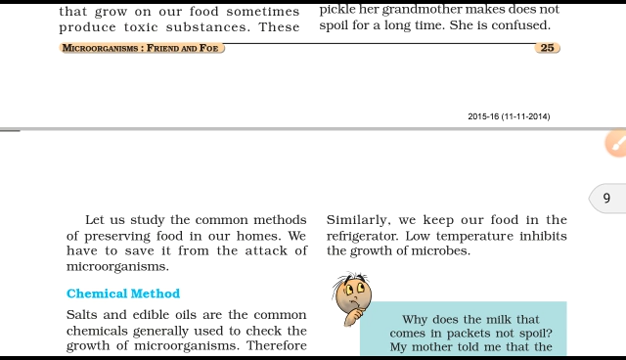 that grow on our food sometimes
produce toxic substances. These
pickle her grandmother makes does not
spoil for a long time. She is confused.
MICROORGANISMS : FRIEND AND FOE
25
2015-16 (11-11-2014)
9
Let us study the common methods
of preserving food in our homes. We
have to save it from the attack of
microorganisms.
Chemical Method
Salts and edible oils are the common
chemicals generally used to check the
growth of microorganisms. Therefore
Similarly, we keep our food in the
refrigerator. Low temperature inhibits
the growth of microbes.
Why does the milk that
comes in packets not spoil?
My mother told me that the